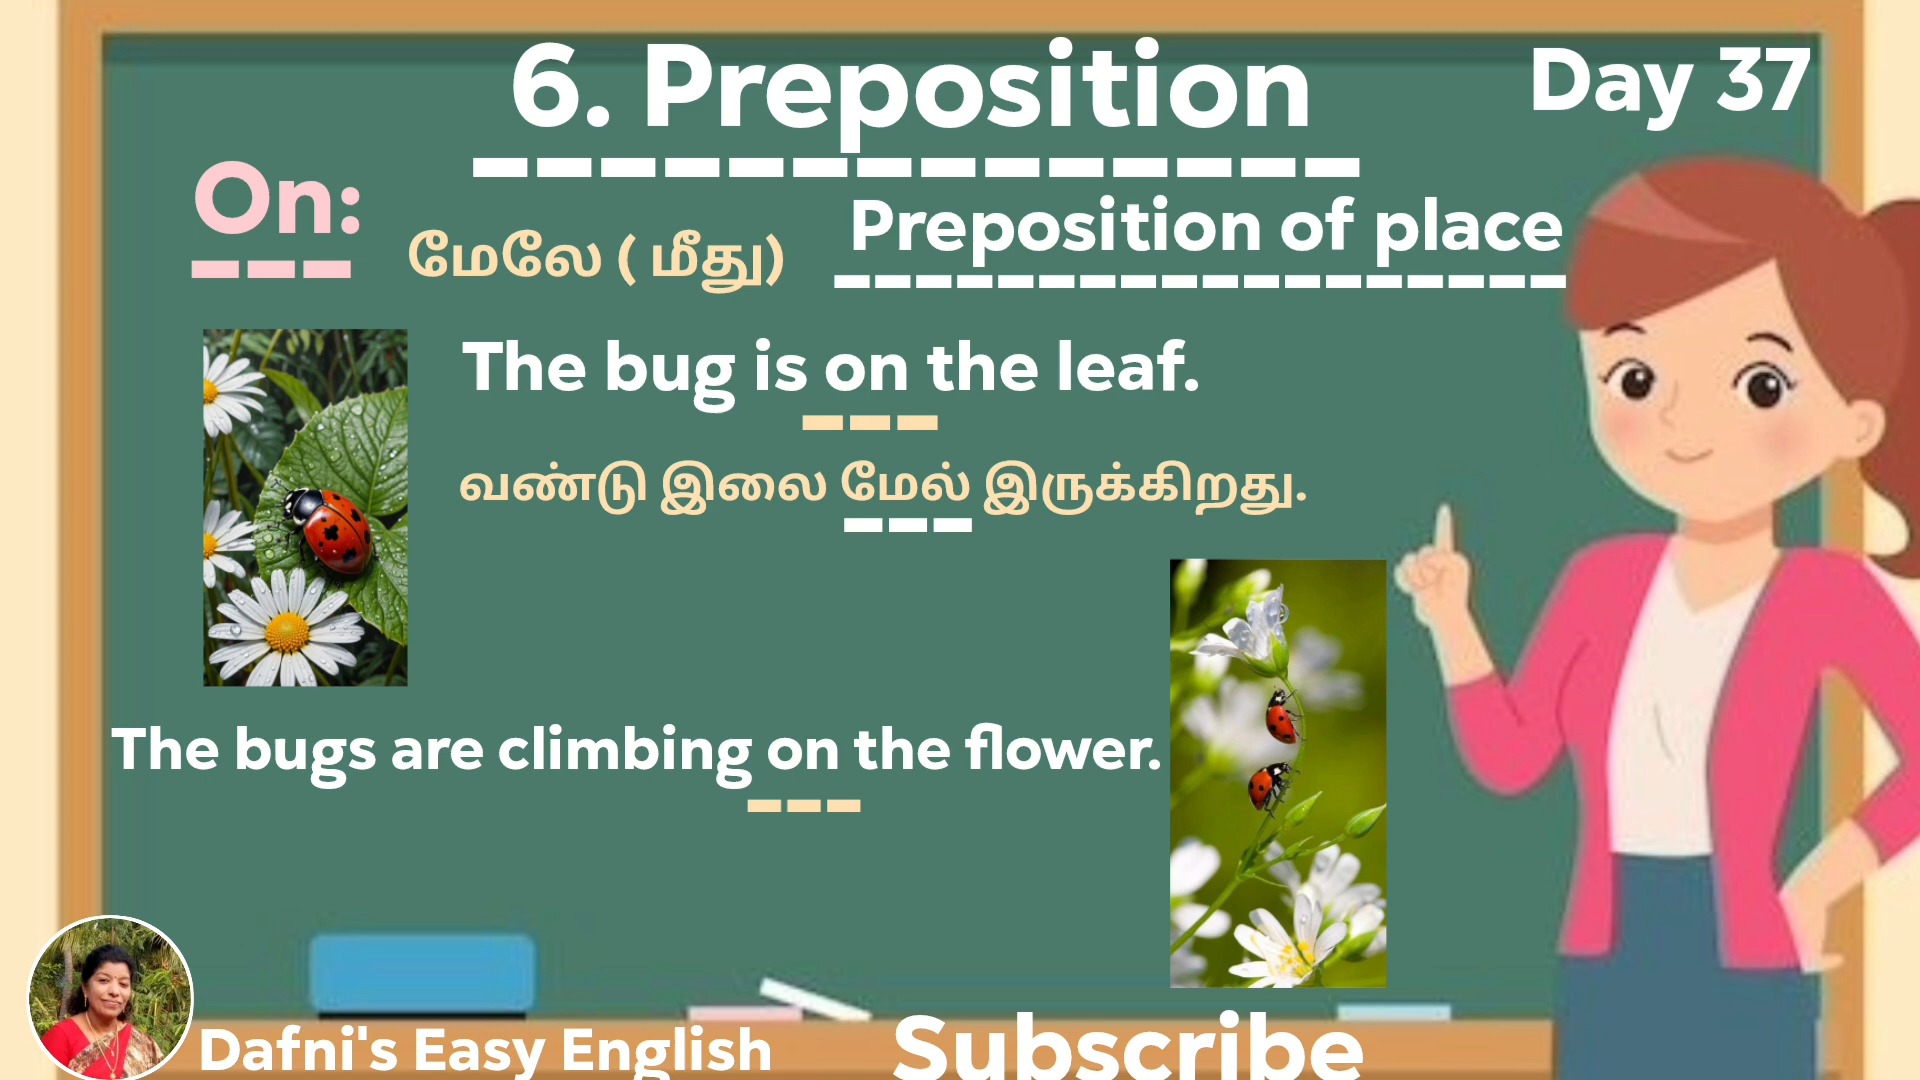 6. Preposition
Day 37
On:
மேலே ( மீது)
Preposition of place
The bug is on the leaf.
வண்டு இலை மேல் இருக்கிறது.
The bugs are climbing on the flower.
Dafni's Easy English
Subscribe